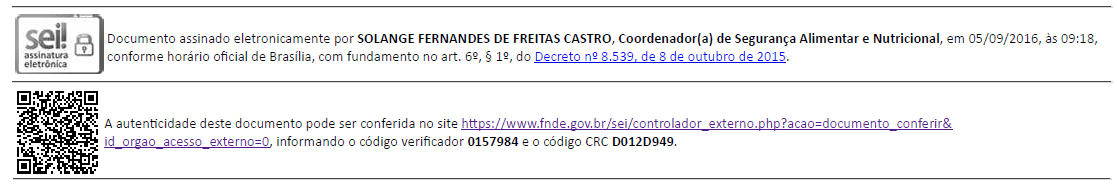 sei!
assinatura
eletrônica
Documento assinado eletronicamente por SOLANGE FERNANDES DE FREITAS CASTRO, Coordenador(a) de Segurança Alimentar e Nutricional, em 05/09/2016, às 09:18,
conforme horário oficial de Brasília, com fundamento no art. 6º, § 1º, do Decreto nº 8.539, de 8 de outubro de 2015.
A autenticidade deste documento pode ser conferida no site https://www.fnde.gov.br/sei/controlador_externo.php?acao=documento_conferir&
id_orgao_acesso_externo=0, informando o código verificador 0157984 e o código CRC D012D949.